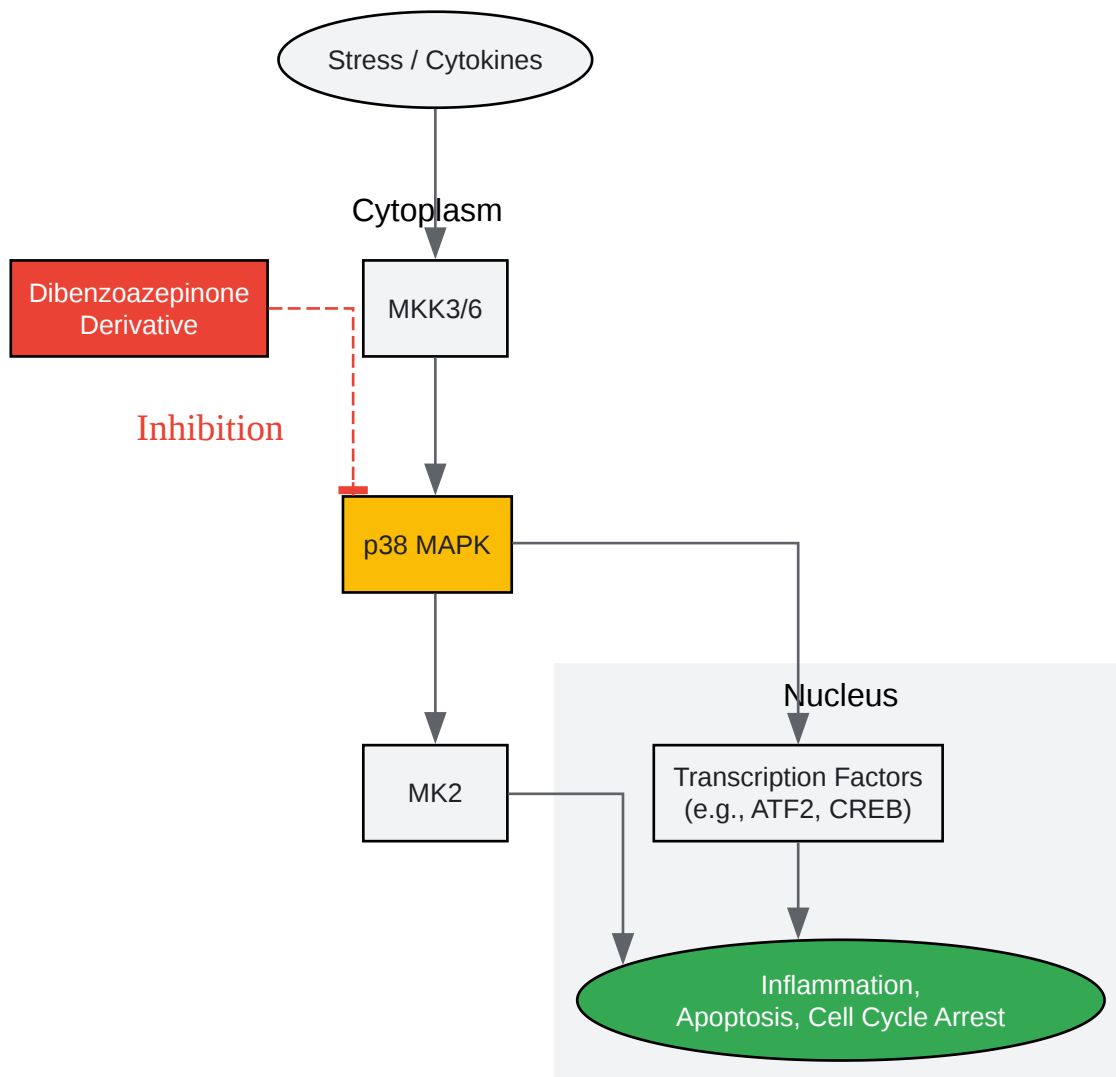 Stress / Cytokines
Cytoplasm
Dibenzoazepinone
Derivative
MKK3/6
Inhibition
p38 MAPK
Nucleus
MK2
Transcription Factors
(e.g., ATF2, CREB)
Inflammation,
Apoptosis, Cell Cycle Arrest